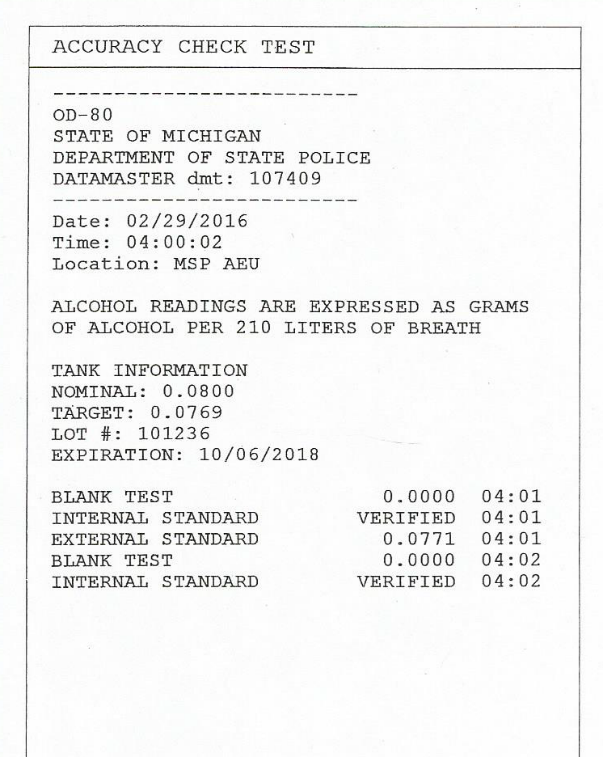 ACCURACY CHECK TEST
-------------------------
OD-80
STATE OF MICHIGAN
DEPARTMENT OF STATE POLICE
DATAMASTER dmt: 107409
-------------------------
Date: 02/29/2016
Time: 04:00:02
Location: MSP AEU
ALCOHOL READINGS ARE EXPRESSED AS GRAMS
OF ALCOHOL PER 210 LITERS OF BREATH
TANK INFORMATION
NOMINAL: 0.0800
TARGET: 0.0769
LOT #: 101236
EXPIRATION: 10/06/2018
BLANK TEST 0.0000 04:01
INTERNAL STANDARD VERIFIED 04:01
EXTERNAL STANDARD 0.0771 04:01
BLANK TEST 0.0000 04:02
INTERNAL STANDARD VERIFIED 04:02